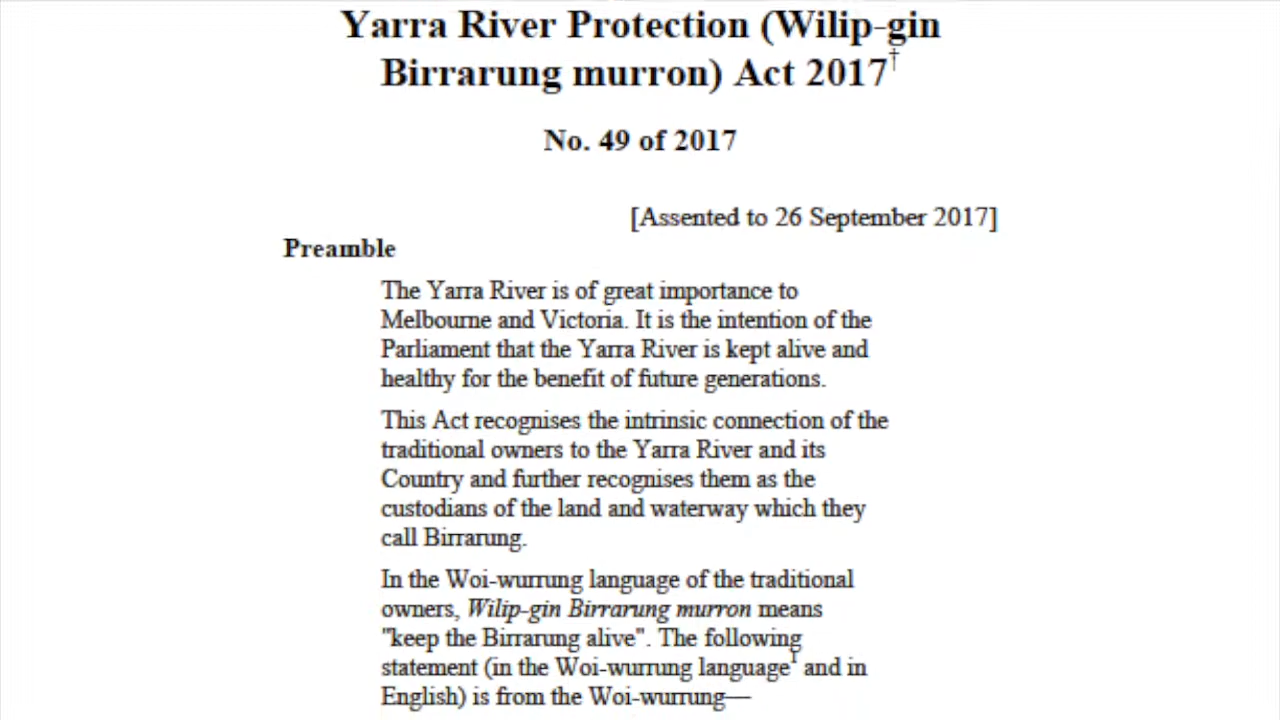 Yarra River Protection (Wilip-gin
Birrarung murron) Act 2017†
No. 49 of 2017
[Assented to 26 September 2017]
Preamble
The Yarra River is of great importance to
Melbourne and Victoria. It is the intention of the
Parliament that the Yarra River is kept alive and
healthy for the benefit of future generations.
This Act recognises the intrinsic connection of the
traditional owners to the Yarra River and its
Country and further recognises them as the
custodians of the land and waterway which they
call Birrarung.
In the Woi-wurrung language of the traditional
owners, Wilip-gin Birrarung murron means
"keep the Birrarung alive". The following
statement (in the Woi-wurrung language¹ and in
English) is from the Woi-wurrung—